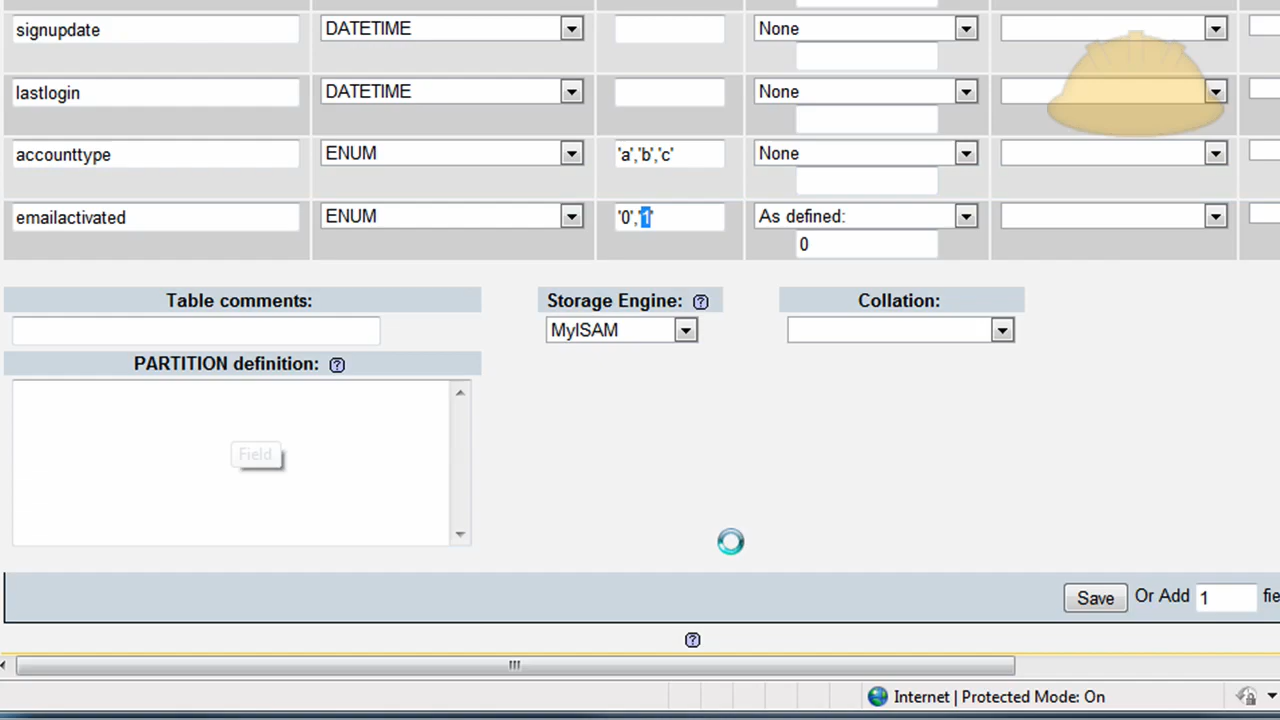 signupdate DATETIME None
lastlogin DATETIME None
accounttype ENUM 'a','b','c' None
emailactivated ENUM '0','1' As defined:
0
Table comments: Storage Engine: Collation:
MyISAM
PARTITION definition:
Field
Save Or Add 1 fie
Internet | Protected Mode: On